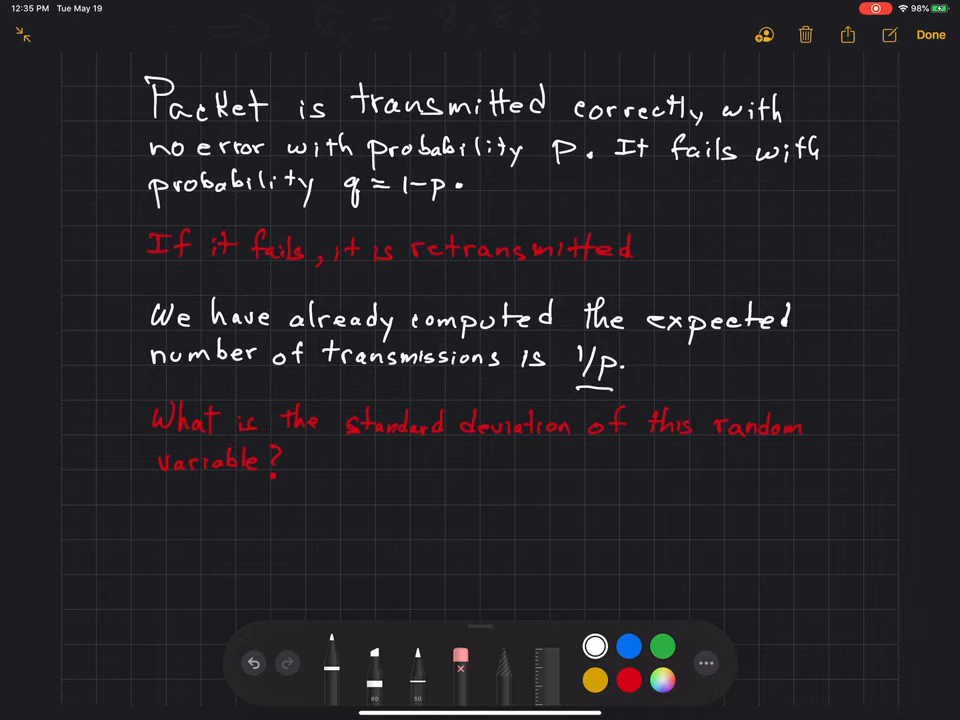 12:35 PM Tue May 19
98%
Done
Packet is transmitted correctly with
no error with probability p. It fails with
probability q = 1-p.
If it fails, it is retransmitted
We have already computed the expected
number of transmissions is 1/p.
What is the standard deviation of this random
variable?
80
50